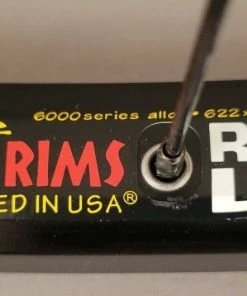 6000 series alloy 622x
RIMS
ED IN USA®
R
L